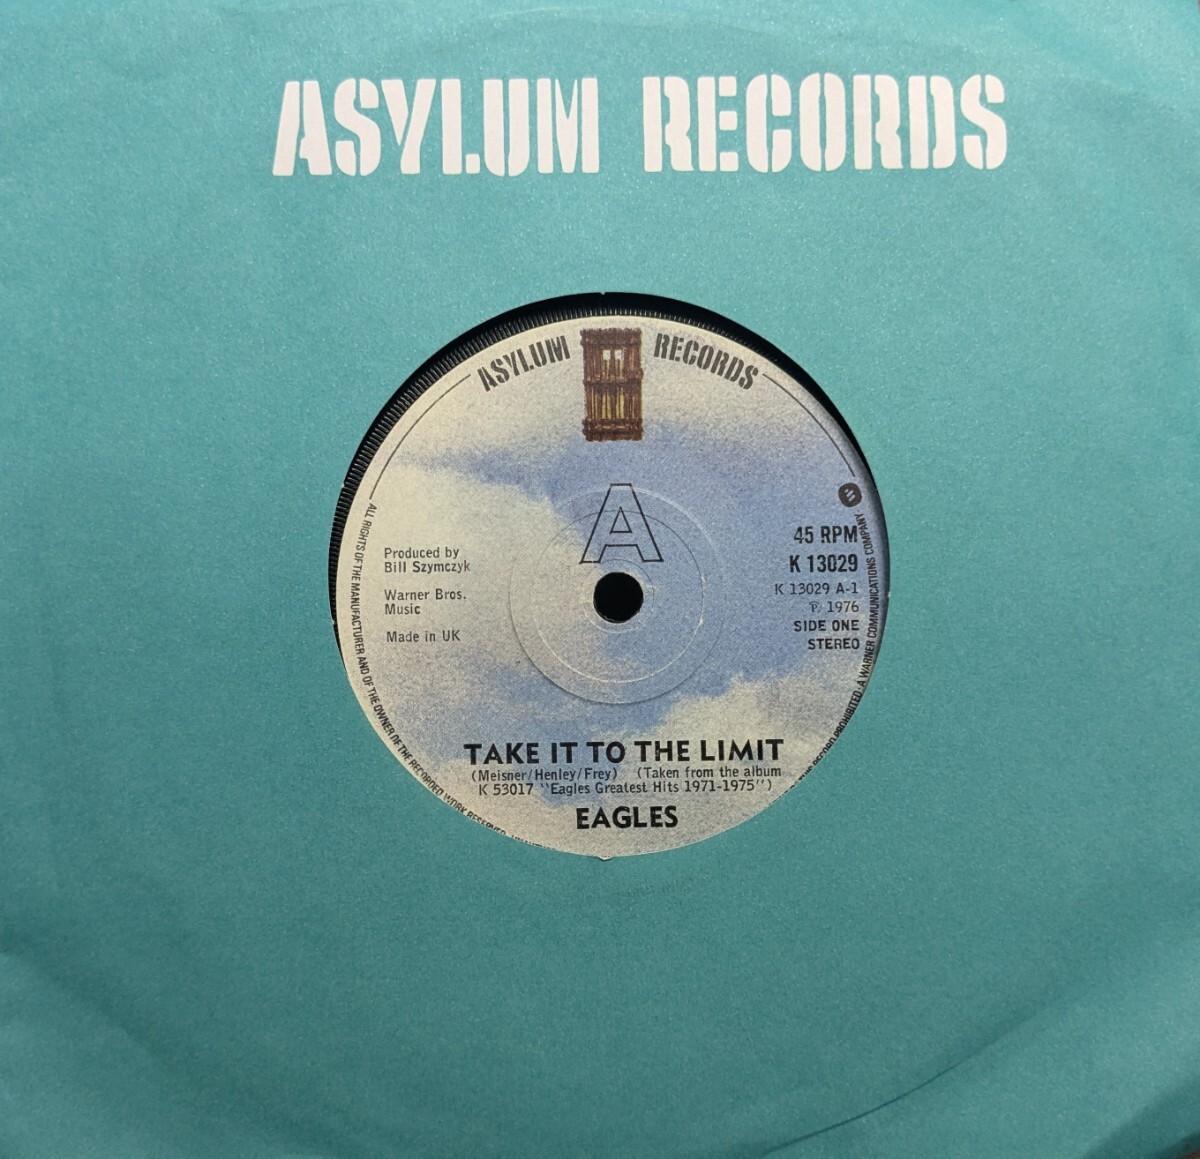 ASYLUM RECORDS
ASYLUM RECORDS
A
45 RPM
K 13029
K 13029 A-1
℗ 1976
SIDE ONE
STEREO
Produced by
Bill Szymczyk
Warner Bros.
Music
Made in UK
TAKE IT TO THE LIMIT
(Meisner/Henley/Frey) (Taken from the album
K 53017 "Eagles Greatest Hits 1971-1975")
EAGLES
ALL RIGHTS OF THE MANUFACTURER AND OF THE OWNER OF THE RECORDED WORK RESERVED
RECORD PROHIBITED. A WARNER COMMUNICATIONS COMPANY